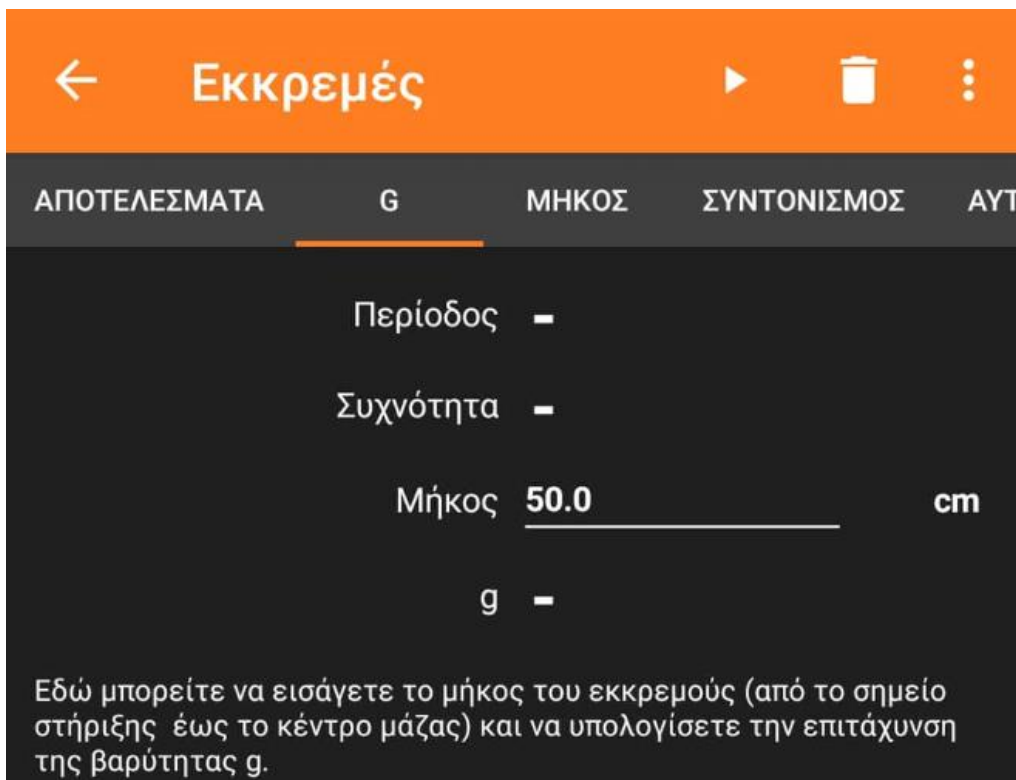 Εκκρεμές
ΑΠΟΤΕΛΕΣΜΑΤΑ G ΜΗΚΟΣ ΣΥΝΤΟΝΙΣΜΟΣ ΑΥΤ
Περίοδος -
Συχνότητα -
Μήκος 50.0 cm
g -
Εδώ μπορείτε να εισάγετε το μήκος του εκκρεμούς (από το σημείο
στήριξης έως το κέντρο μάζας) και να υπολογίσετε την επιτάχυνση
της βαρύτητας g.